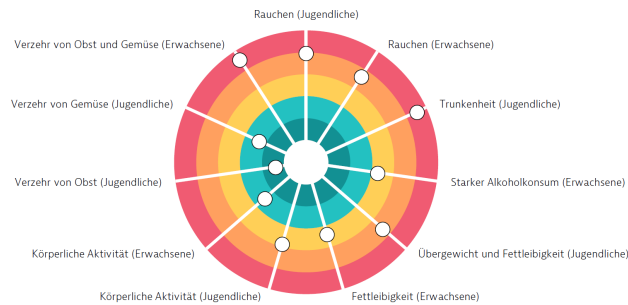 Rauchen (Jugendliche)
Verzehr von Obst und Gemüse (Erwachsene)
Rauchen (Erwachsene)
Verzehr von Gemüse (Jugendliche)
Trunkenheit (Jugendliche)
Verzehr von Obst (Jugendliche)
Starker Alkoholkonsum (Erwachsene)
Körperliche Aktivität (Erwachsene)
Übergewicht und Fettleibigkeit (Jugendliche)
Körperliche Aktivität (Jugendliche)
Fettleibigkeit (Erwachsene)